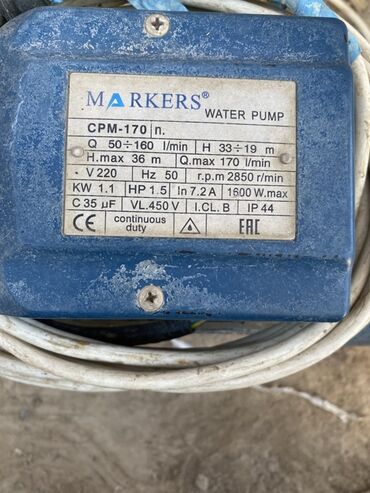 MARKERS® WATER PUMP
CPM-170 n.
Q 50÷160 l/min H 33÷19 m
H.max 36 m Q.max 170 l/min
V 220 Hz 50 r.p.m 2850 r/min
KW 1.1 HP 1.5 In 7.2 A 1600 W.max
C 35 µF VL.450 V I.CL.B IP 44
CE continuous duty EAC